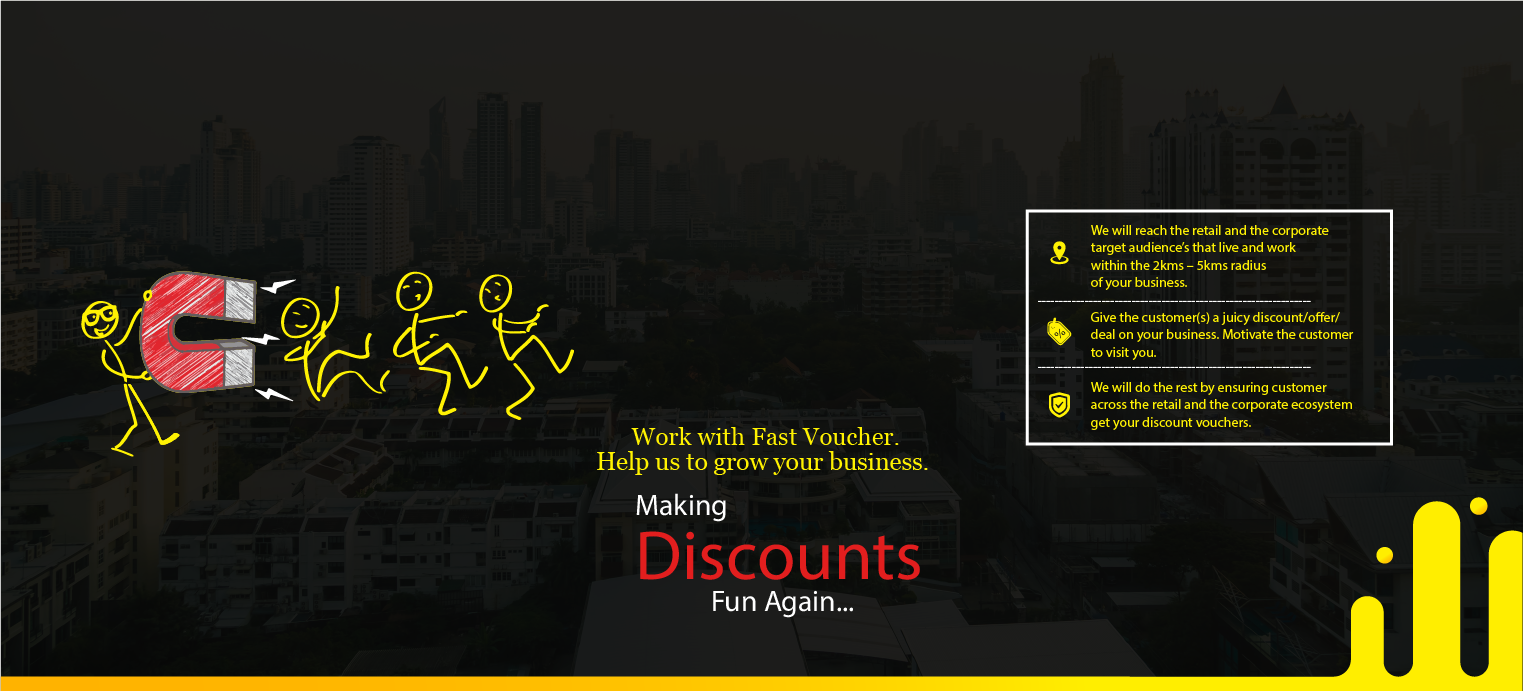 We will reach the retail and the corporate
target audience’s that live and work
within the 2kms – 5kms radius
of your business.
Give the customer(s) a juicy discount/offer/
deal on your business. Motivate the customer
to visit you.
We will do the rest by ensuring customer
across the retail and the corporate ecosystem
get your discount vouchers.
Work with Fast Voucher.
Help us to grow your business.
Making
Discounts
Fun Again...